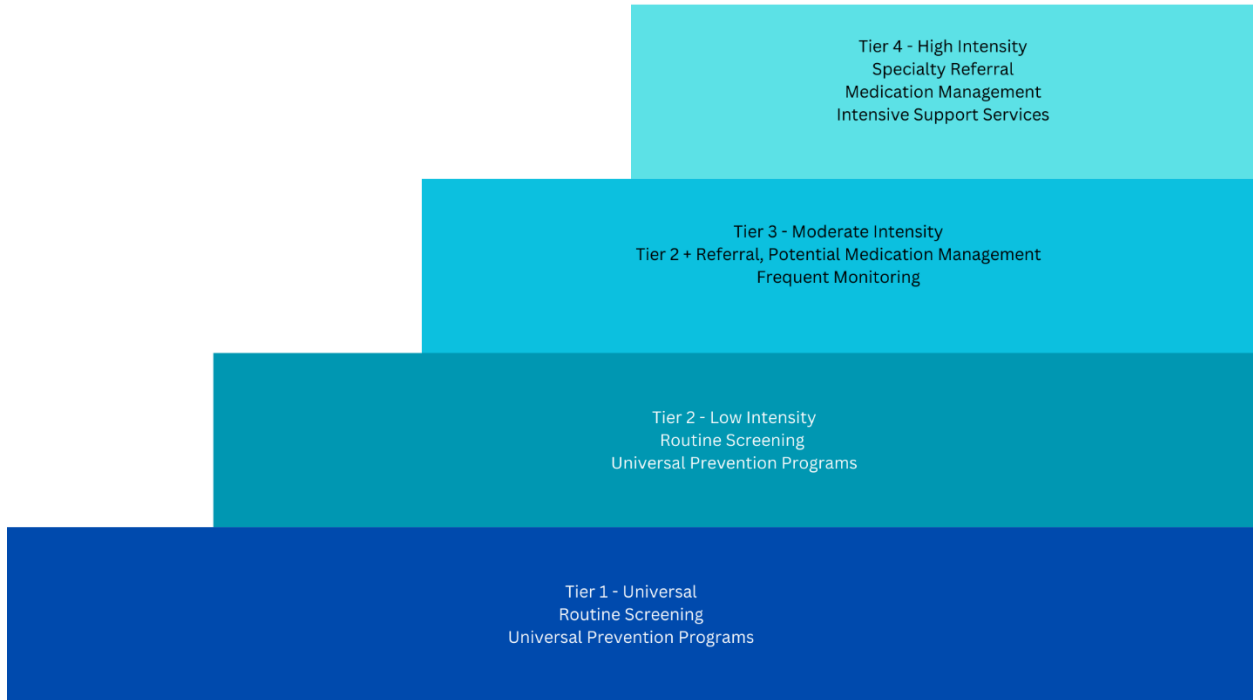 Tier 4 - High Intensity
Specialty Referral
Medication Management
Intensive Support Services
Tier 3 - Moderate Intensity
Tier 2 + Referral, Potential Medication Management
Frequent Monitoring
Tier 2 - Low Intensity
Routine Screening
Universal Prevention Programs
Tier 1 - Universal
Routine Screening
Universal Prevention Programs